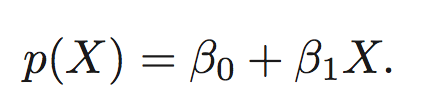 p(X) = β₀ + β₁X.